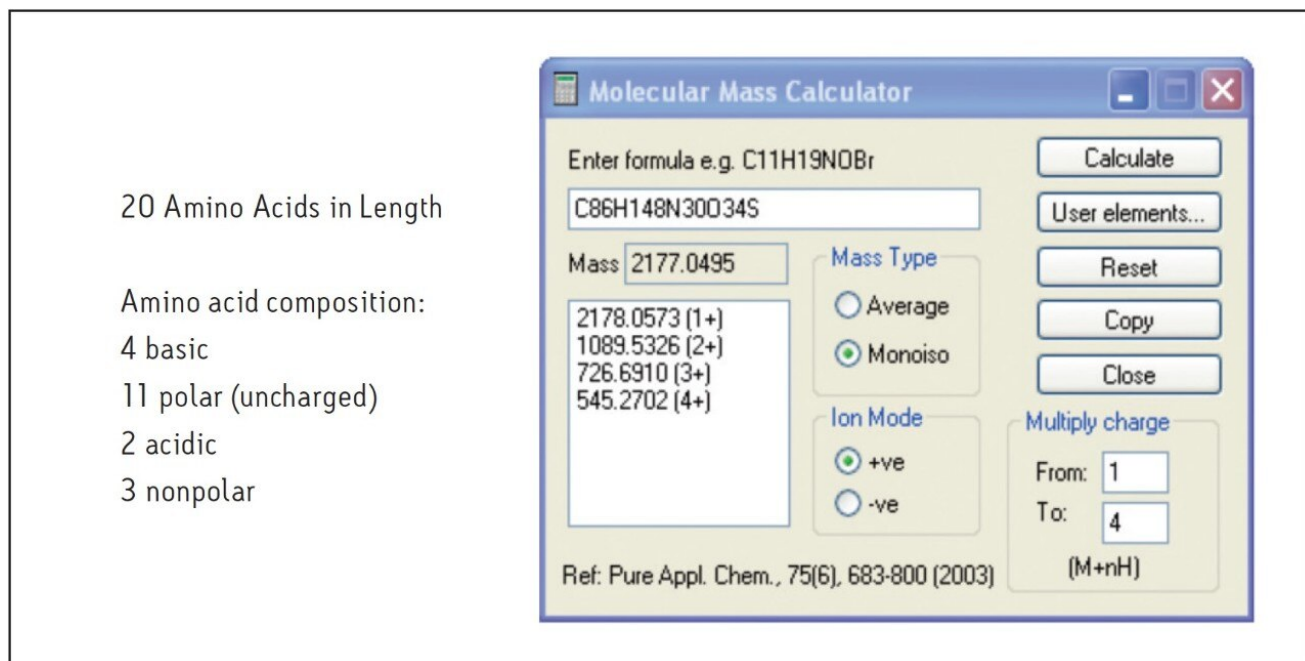 20 Amino Acids in Length
Amino acid composition:
4 basic
11 polar (uncharged)
2 acidic
3 nonpolar
Molecular Mass Calculator
Enter formula e.g. C11H19NOBr
C86H148N30O34S
Mass 2177.0495
2178.0573 (1+)
1089.5326 (2+)
726.6910 (3+)
545.2702 (4+)
Mass Type
Average
Monoiso
Ion Mode
+ve
-ve
Calculate
User elements...
Reset
Copy
Close
Multiply charge
From: 1
To: 4
(M+nH)
Ref: Pure Appl. Chem., 75(6), 683-800 (2003)